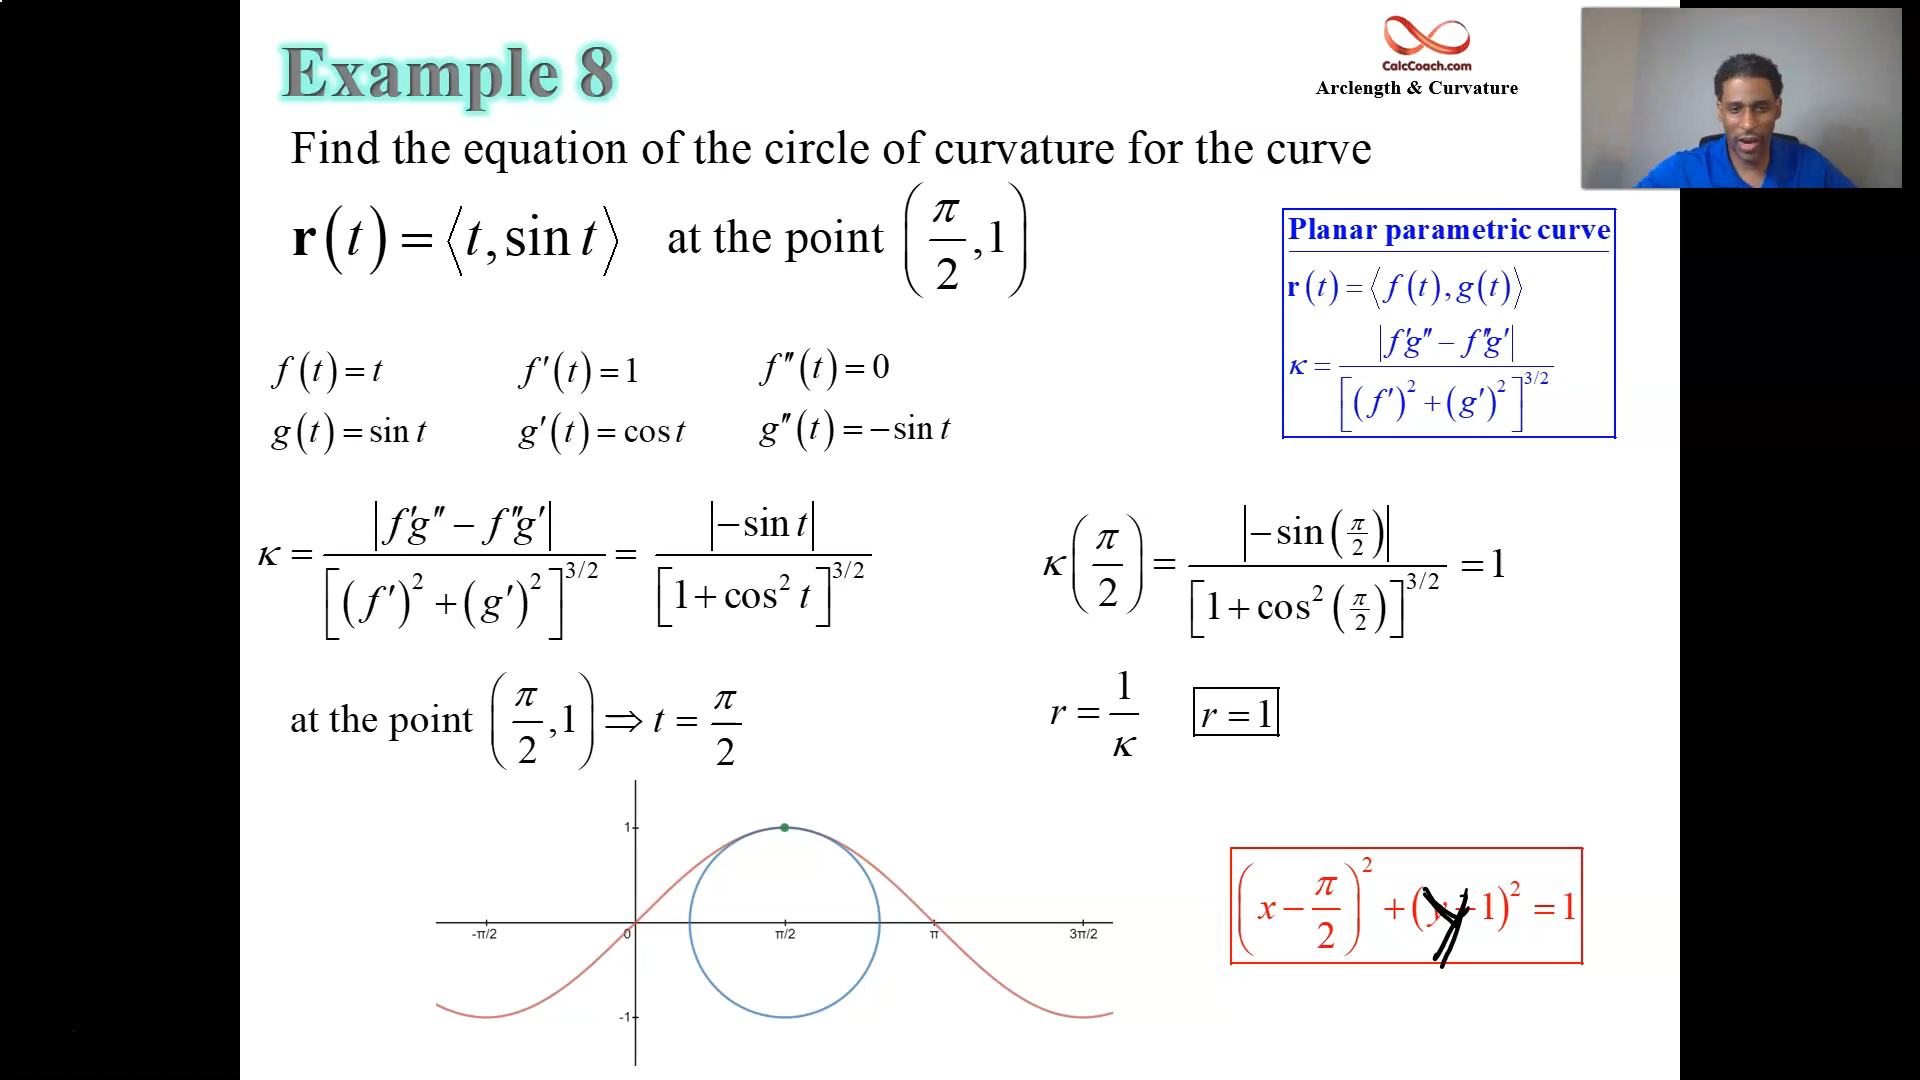 Example 8
CalcCoach.com
Arclength & Curvature
Find the equation of the circle of curvature for the curve
r(t) = ⟨t, sin t⟩ at the point (π/2, 1)
Planar parametric curve
r(t) = ⟨f(t), g(t)⟩
κ = |f′g″ − f″g′| / [(f′)² + (g′)²]^3/2
f(t) = t f′(t) = 1 f″(t) = 0
g(t) = sin t g′(t) = cos t g″(t) = −sin t
κ = |f′g″ − f″g′| / [(f′)² + (g′)²]^3/2 = |−sin t| / [1 + cos² t]^3/2
κ(π/2) = |−sin(π/2)| / [1 + cos²(π/2)]^3/2 = 1
at the point (π/2, 1) ⇒ t = π/2
r = 1/κ r = 1
1
-π/2 0 π/2 π 3π/2
-1
(x − π/2)² + (y − 1)² = 1
y